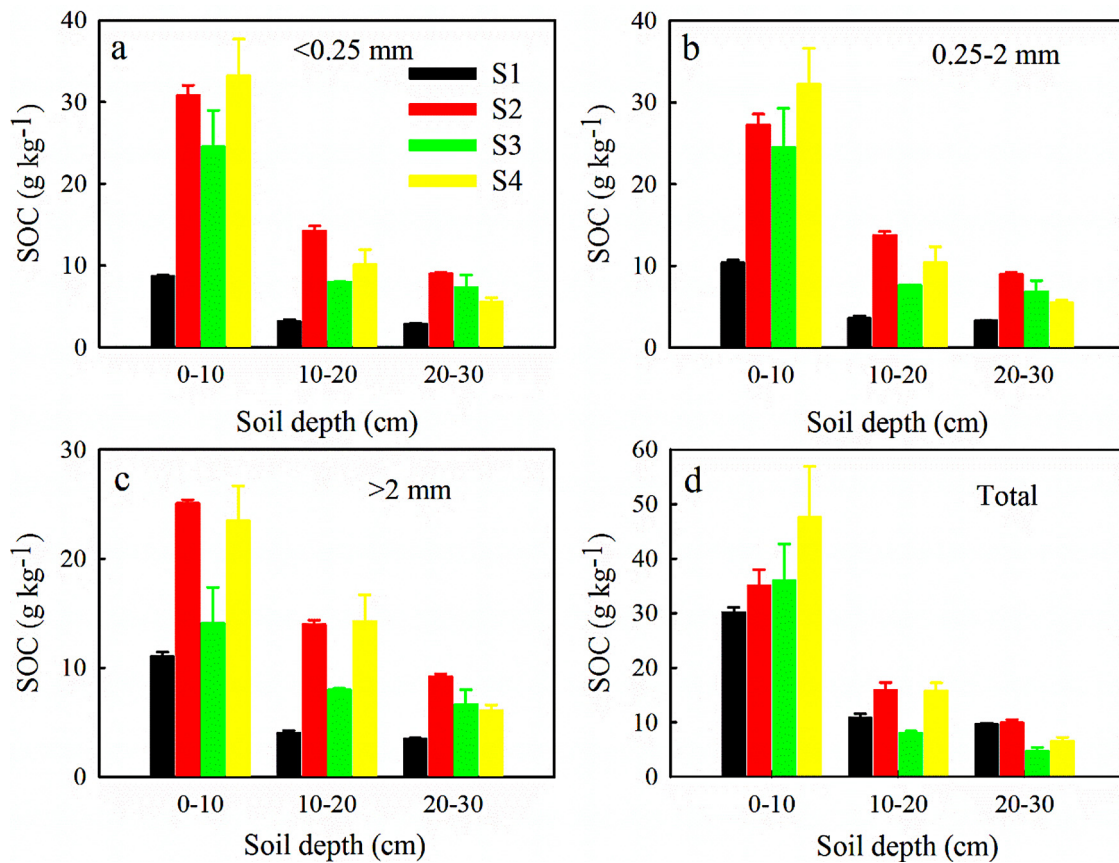 a
<0.25 mm
S1
S2
S3
S4
SOC (g kg-1)
40
30
20
10
0
0-10 10-20 20-30
Soil depth (cm)
b
0.25-2 mm
SOC (g kg-1)
40
30
20
10
0
0-10 10-20 20-30
Soil depth (cm)
c
>2 mm
SOC (g kg-1)
30
20
10
0
0-10 10-20 20-30
Soil depth (cm)
d
Total
SOC (g kg-1)
60
50
40
30
20
10
0
0-10 10-20 20-30
Soil depth (cm)